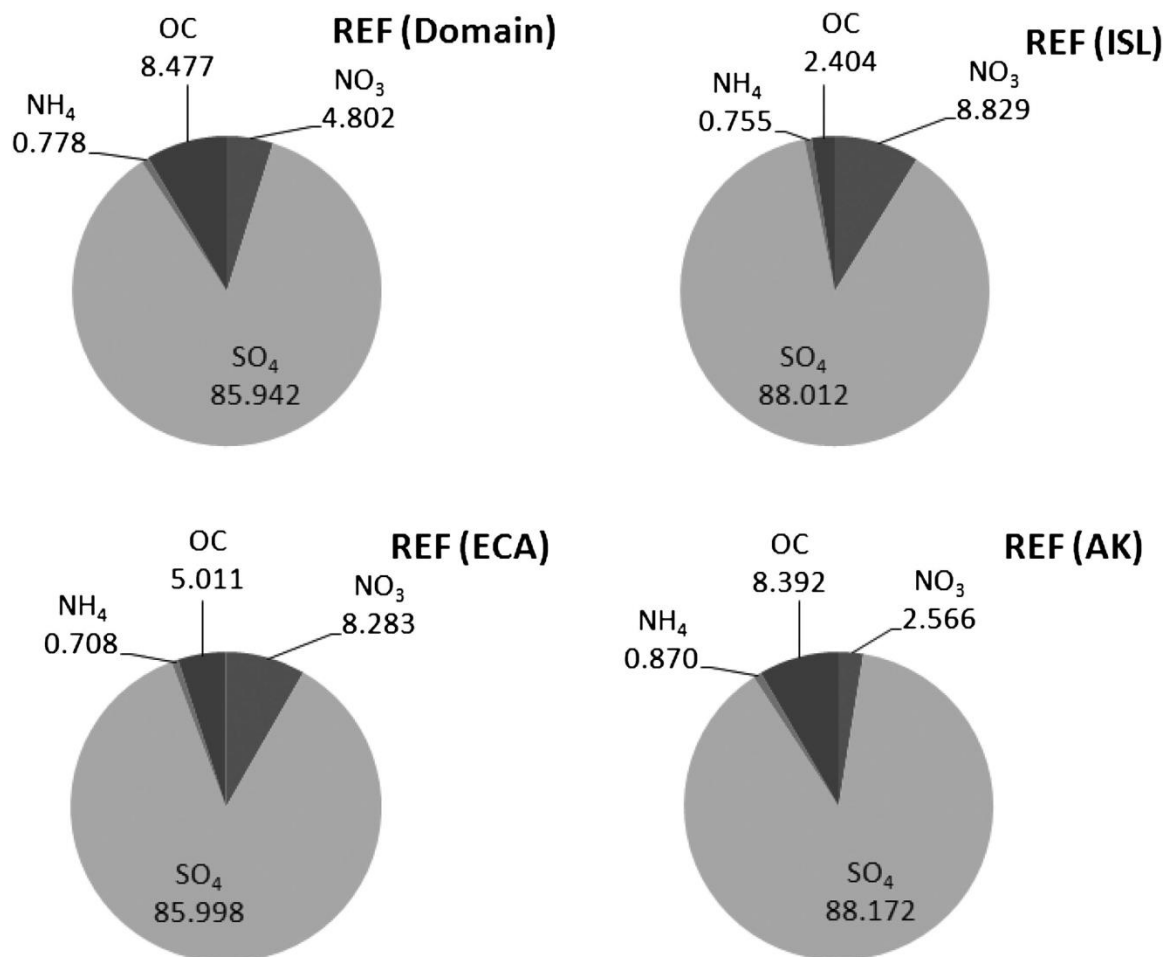 REF (Domain)
OC
8.477
NO₃
4.802
NH₄
0.778
SO₄
85.942
REF (ISL)
OC
2.404
NO₃
8.829
NH₄
0.755
SO₄
88.012
REF (ECA)
OC
5.011
NO₃
8.283
NH₄
0.708
SO₄
85.998
REF (AK)
OC
8.392
NO₃
2.566
NH₄
0.870
SO₄
88.172